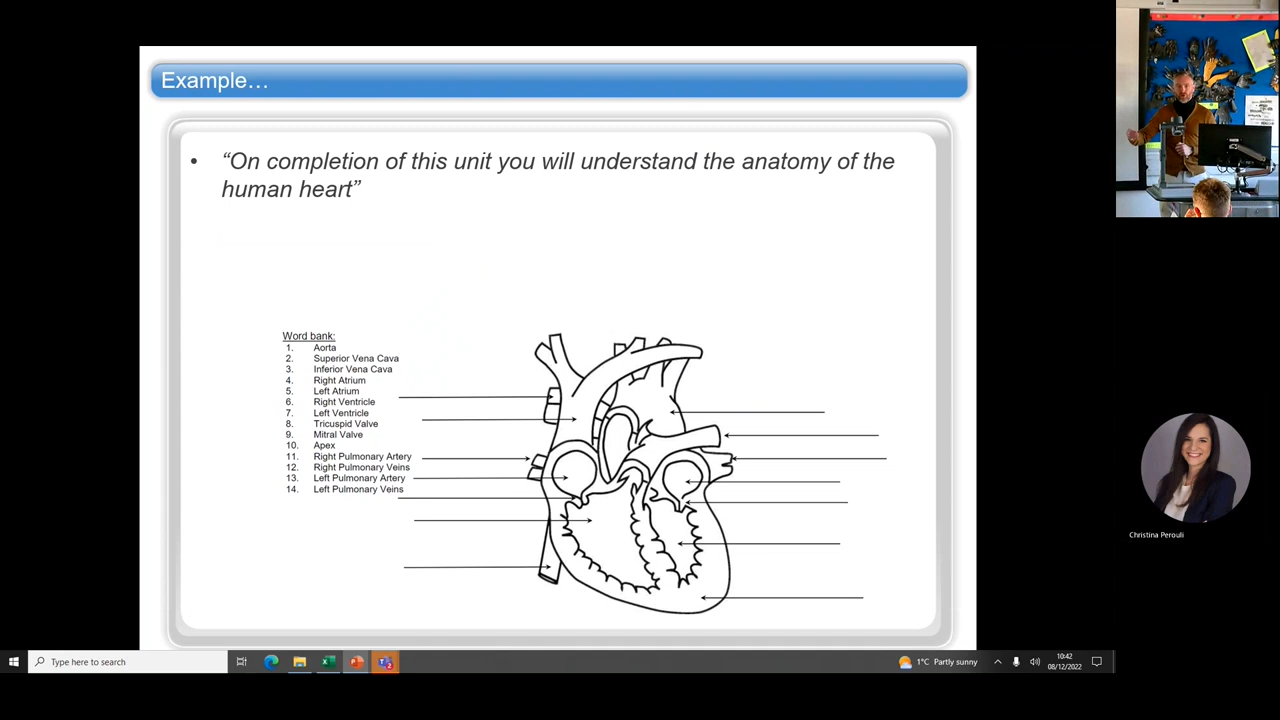 Example…
• “On completion of this unit you will understand the anatomy of the
human heart”
Word bank:
1. Aorta
2. Superior Vena Cava
3. Inferior Vena Cava
4. Right Atrium
5. Left Atrium
6. Right Ventricle
7. Left Ventricle
8. Tricuspid Valve
9. Mitral Valve
10. Apex
11. Right Pulmonary Artery
12. Right Pulmonary Veins
13. Left Pulmonary Artery
14. Left Pulmonary Veins
Christina Perouli
Type here to search
1°C Partly sunny
10:42
08/12/2022